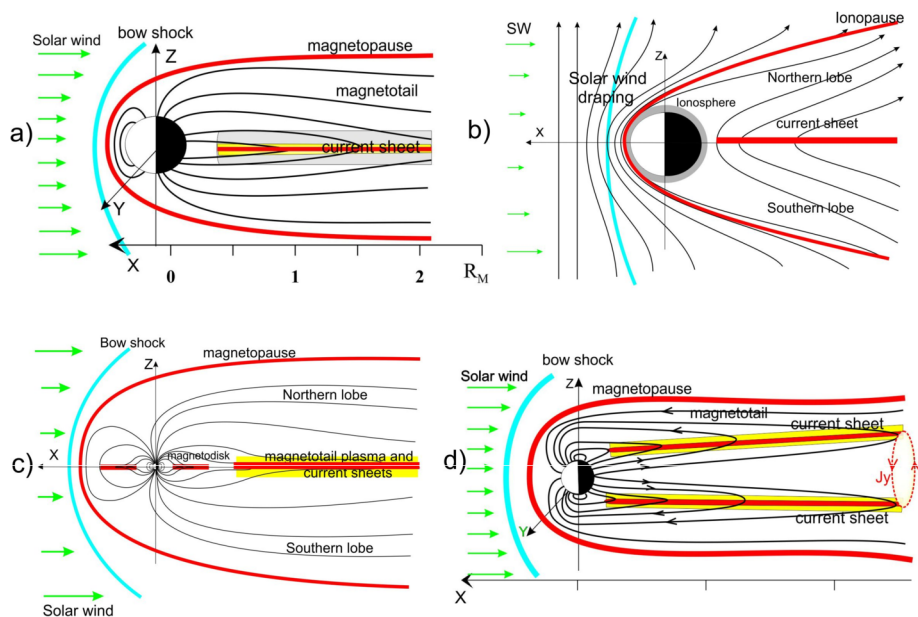 a)
Solar wind
bow shock
Z
magnetopause
magnetotail
current sheet
Y
X
0
1
2
R_M
b)
SW
Ionopause
Z
Solar wind
draping
Northern lobe
Ionosphere
current sheet
X
Southern lobe
c)
Bow shock
Z
magnetopause
Northern lobe
X
magnetodisk
magnetotail plasma and
current sheets
Southern lobe
Solar wind
d)
Solar wind
bow shock
Z
magnetopause
magnetotail
current sheet
Jy
Y
current sheet
X